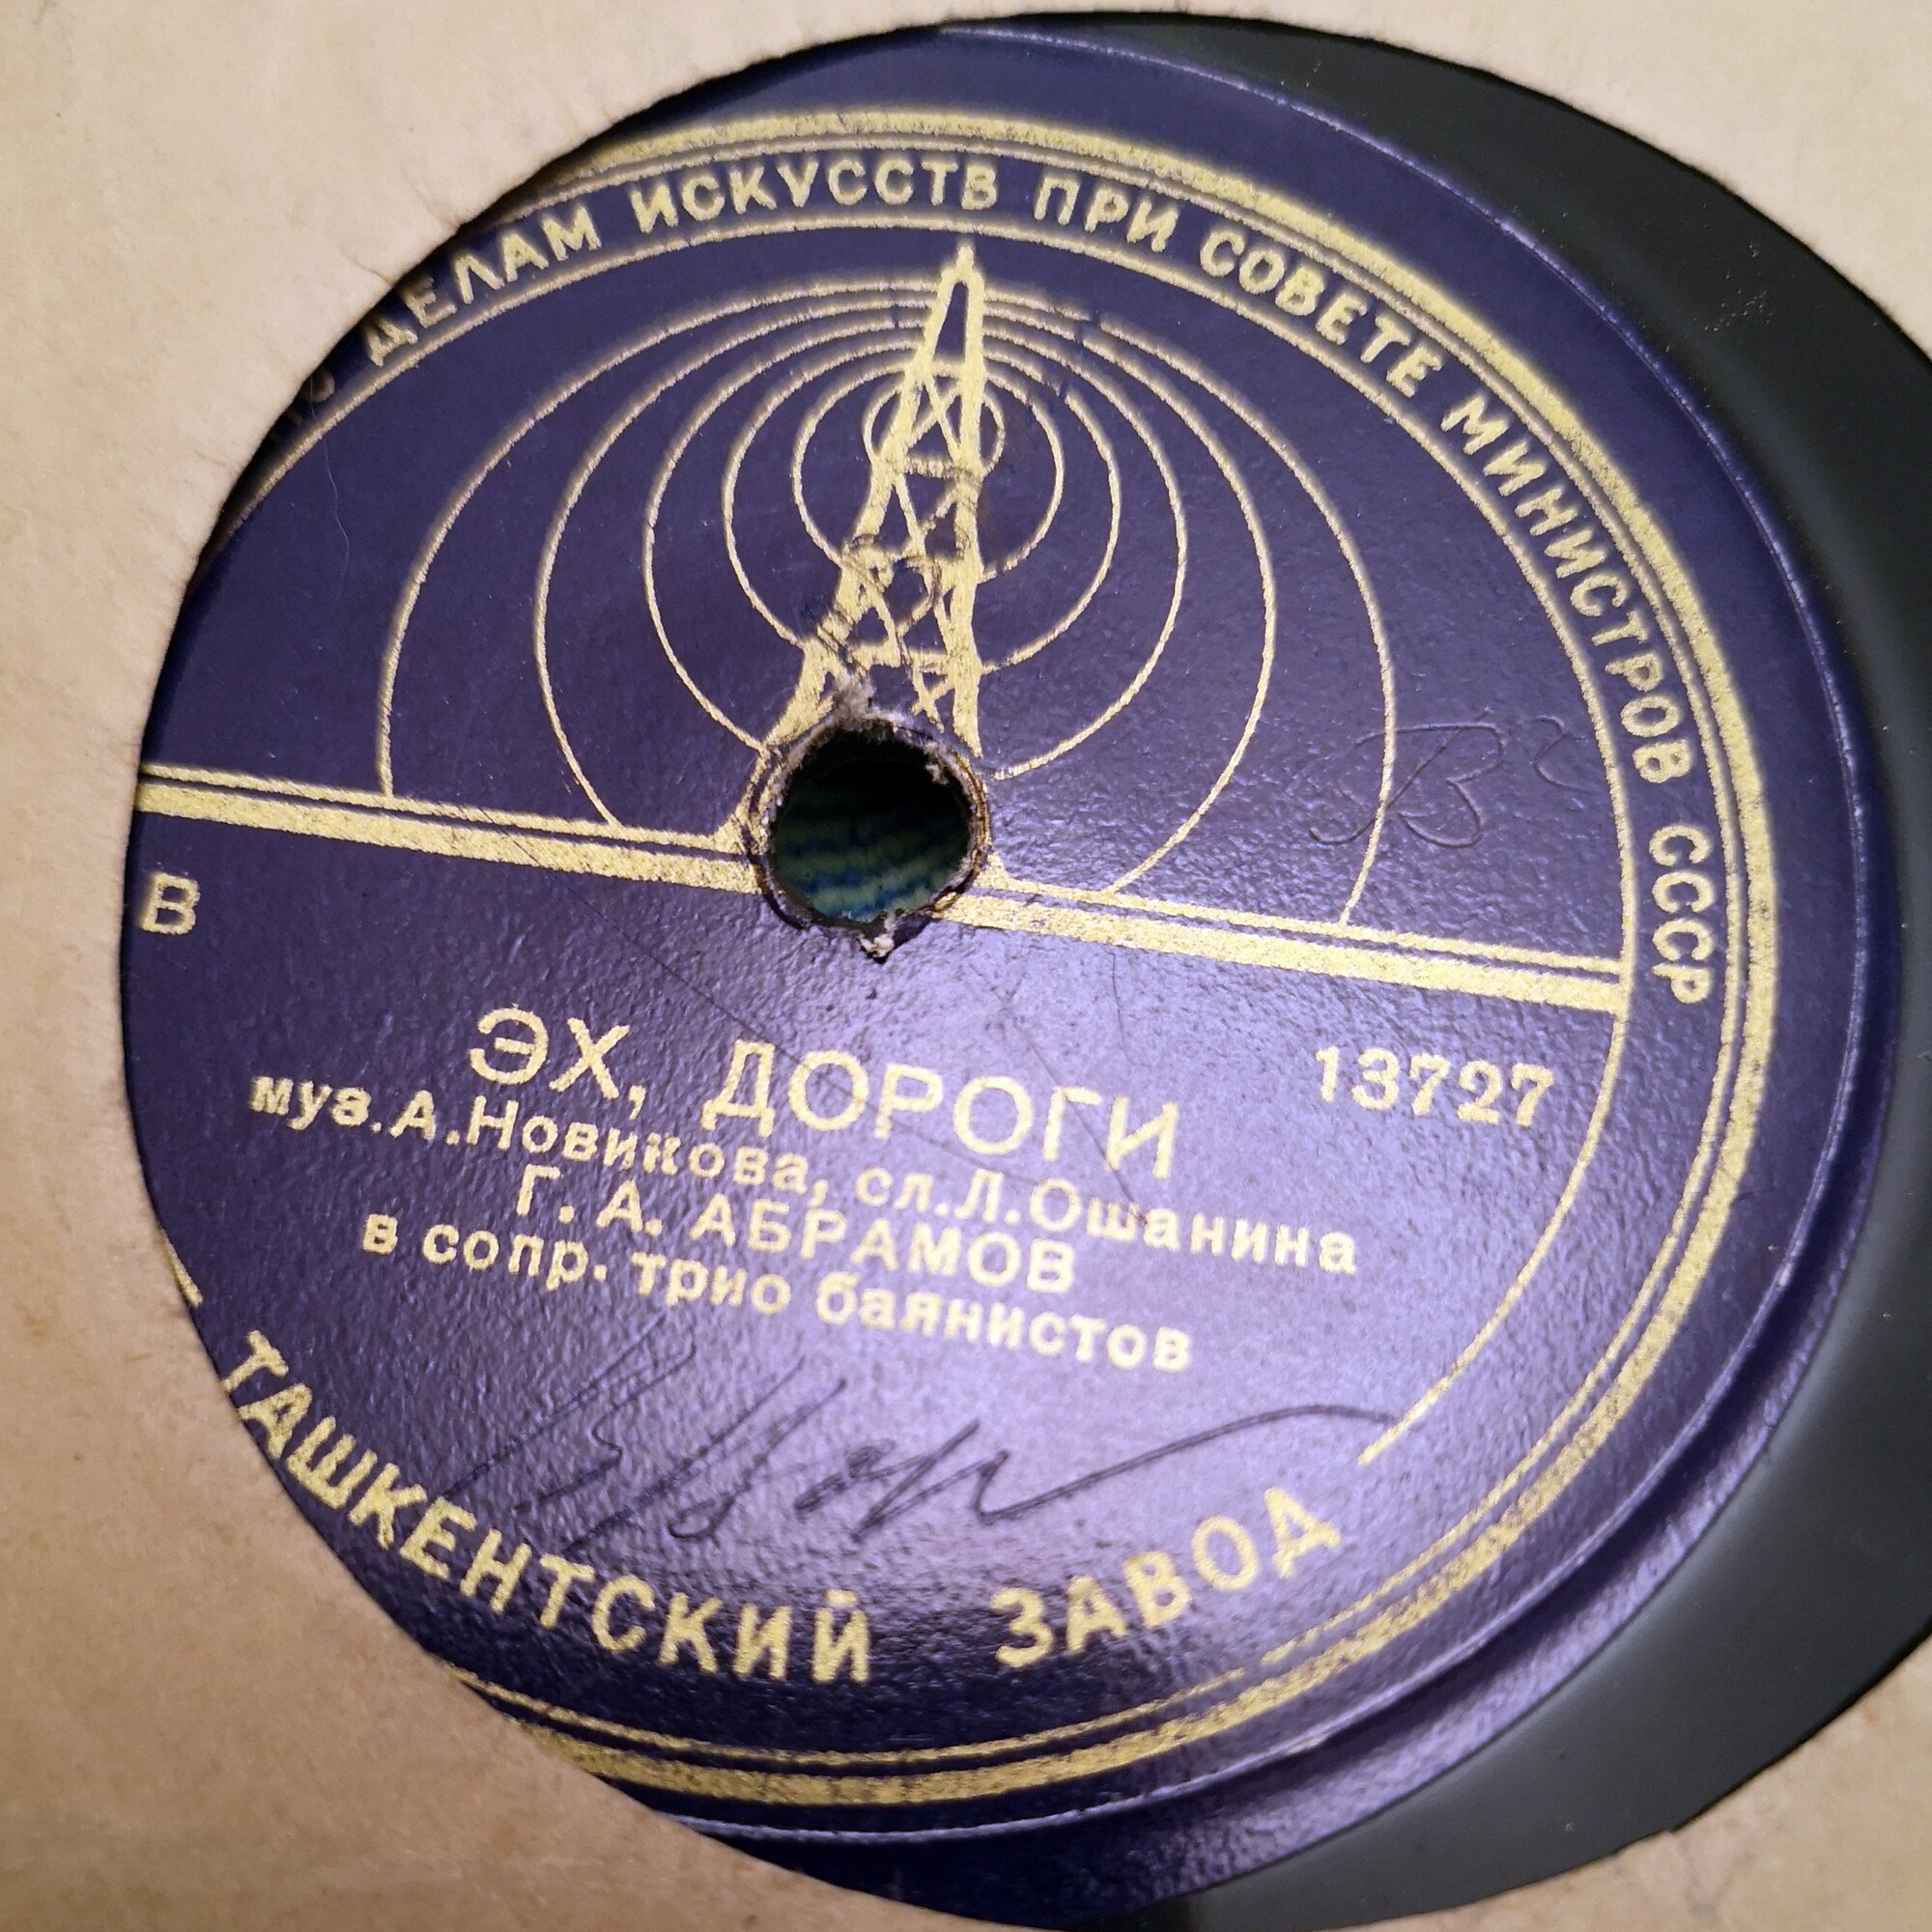 ПО ДЕЛАМ ИСКУССТВ ПРИ СОВЕТЕ МИНИСТРОВ СССР
В
13727
ЭХ, ДОРОГИ
муз. А. Новикова, сл. Л. Ошанина
Г. А. АБРАМОВ
в сопр. трио баянистов
ТАШКЕНТСКИЙ ЗАВОД